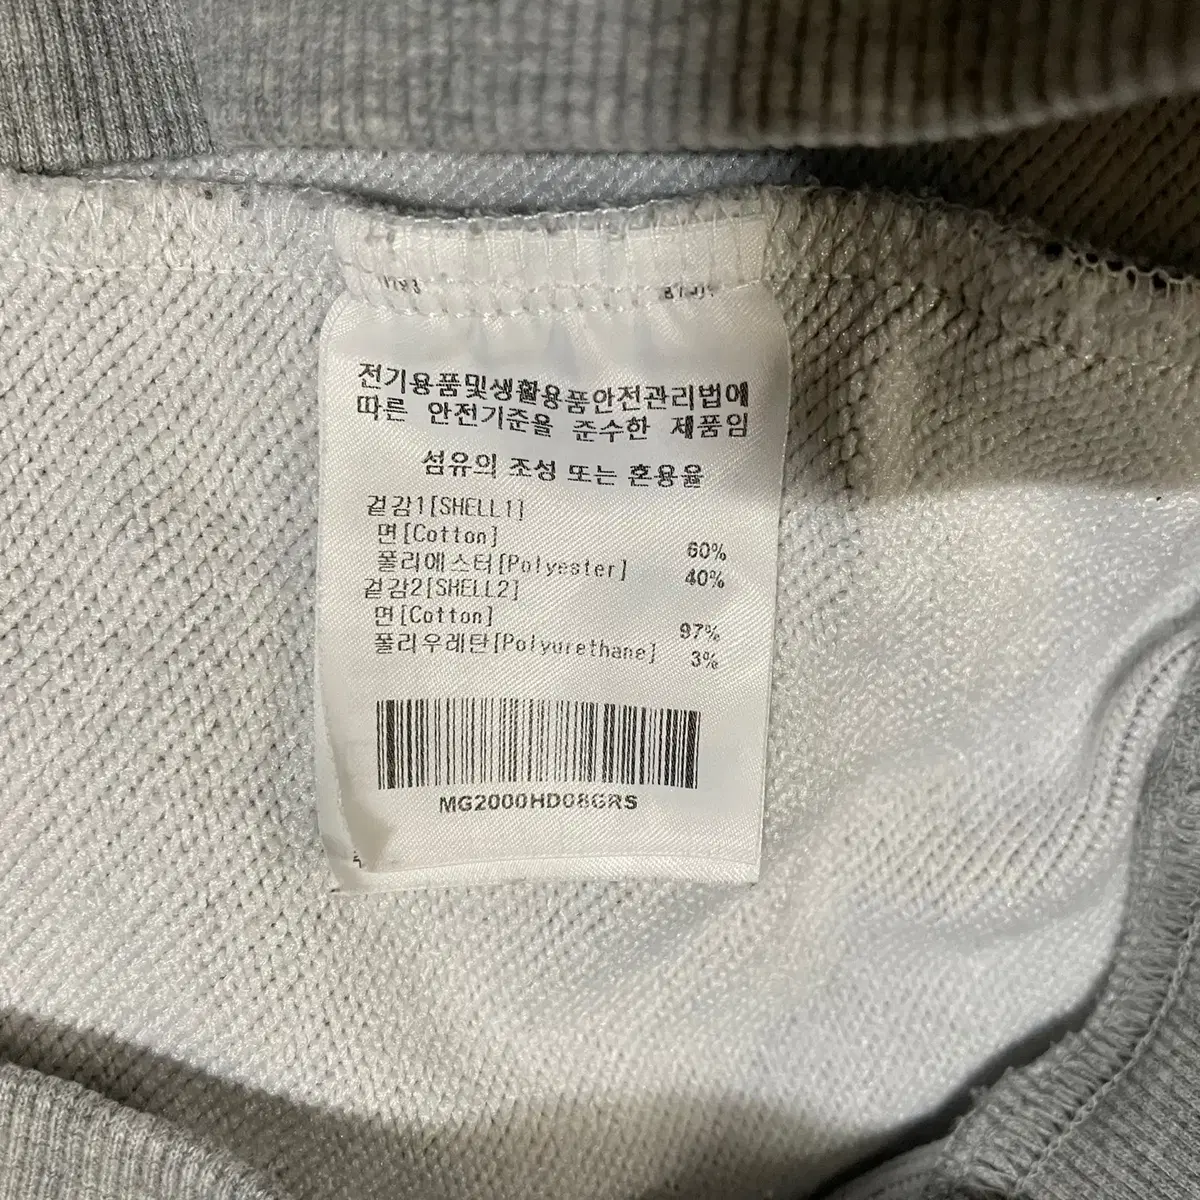 전기용품및생활용품안전관리법에
따른 안전기준을 준수한 제품임
섬유의 조성 또는 혼용율
겉감1[SHELL1]
면[Cotton] 60%
폴리에스터[Polyester] 40%
겉감2[SHELL2]
면[Cotton] 97%
폴리우레탄[Polyurethane] 3%
MG2000HD08GRS